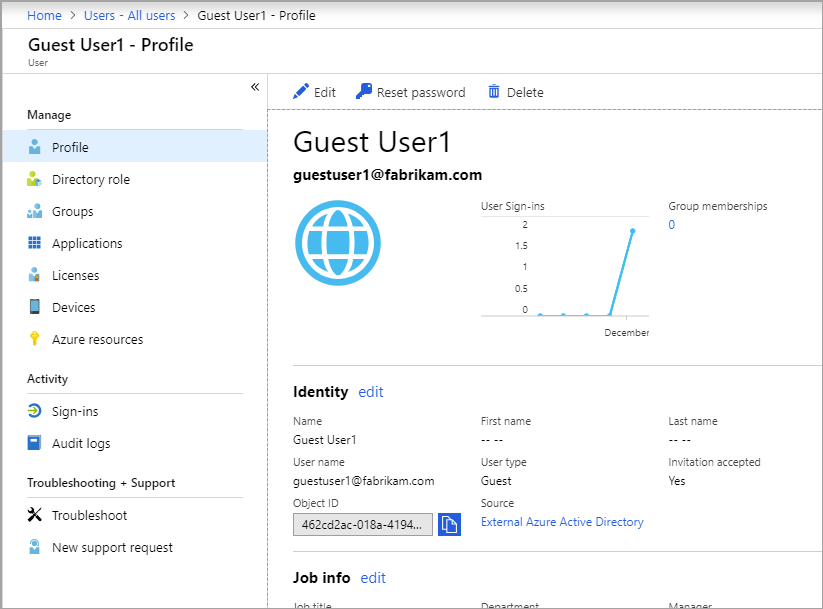 Home > Users - All users > Guest User1 - Profile
Guest User1 - Profile
User
«
Manage
Profile
Directory role
Groups
Applications
Licenses
Devices
Azure resources
Activity
Sign-ins
Audit logs
Troubleshooting + Support
Troubleshoot
New support request
Edit Reset password Delete
Guest User1
guestuser1@fabrikam.com
User Sign-ins
2
1.5
1
0.5
0
December
Group memberships
0
Identity edit
Name First name Last name
Guest User1 -- -- -- --
User name User type Invitation accepted
guestuser1@fabrikam.com Guest Yes
Object ID Source
462cd2ac-018a-4194... External Azure Active Directory
Job info edit
Job title Department Manager